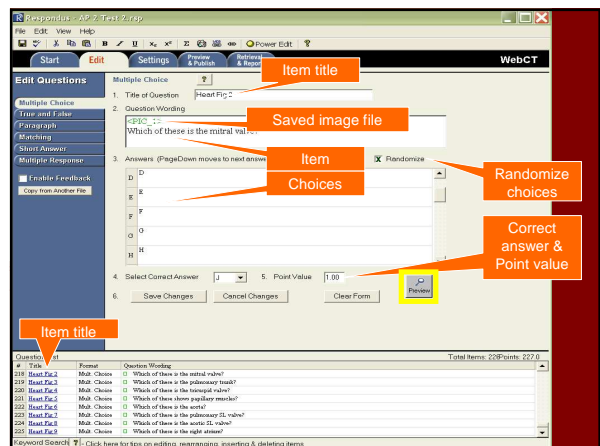 Respondus - AP 2 Test 2.rsp
File Edit View Help
B I U x₂ x² Σ Power Edit ?
Start Edit Settings Preview & Publish Retrieval & Reports WebCT
Item title
Edit Questions
Multiple Choice
True and False
Paragraph
Matching
Short Answer
Multiple Response
Enable Feedback
Copy from Another File
Multiple Choice ?
1. Title of Question Heart Fig 2
2. Question Wording
Saved image file
Which of these is the mitral valve?
Item
3. Answers (PageDown moves to next answer X Randomize
Choices
Randomize choices
D D
E E
F F
G G
H H
Correct answer & Point value
4. Select Correct Answer J 5. Point Value 1.00
Preview
6. Save Changes Cancel Changes Clear Form
Item title
Total Items: 226 Points: 227.0
# Title Format Question Wording
218 Heart Fig 2 Mult. Choice Which of these is the mitral valve?
219 Heart Fig 3 Mult. Choice Which of these is the pulmonary trunk?
220 Heart Fig 4 Mult. Choice Which of these is the tricuspid valve?
221 Heart Fig 5 Mult. Choice Which of these shows papillary muscles?
222 Heart Fig 6 Mult. Choice Which of these is the aorta?
223 Heart Fig 7 Mult. Choice Which of these is the pulmonary SL valve?
224 Heart Fig 8 Mult. Choice Which of these is the aortic SL valve?
225 Heart Fig 9 Mult. Choice Which of these is the right atrium?
Keyword Search ? - Click here for tips on editing, rearranging, inserting & deleting items